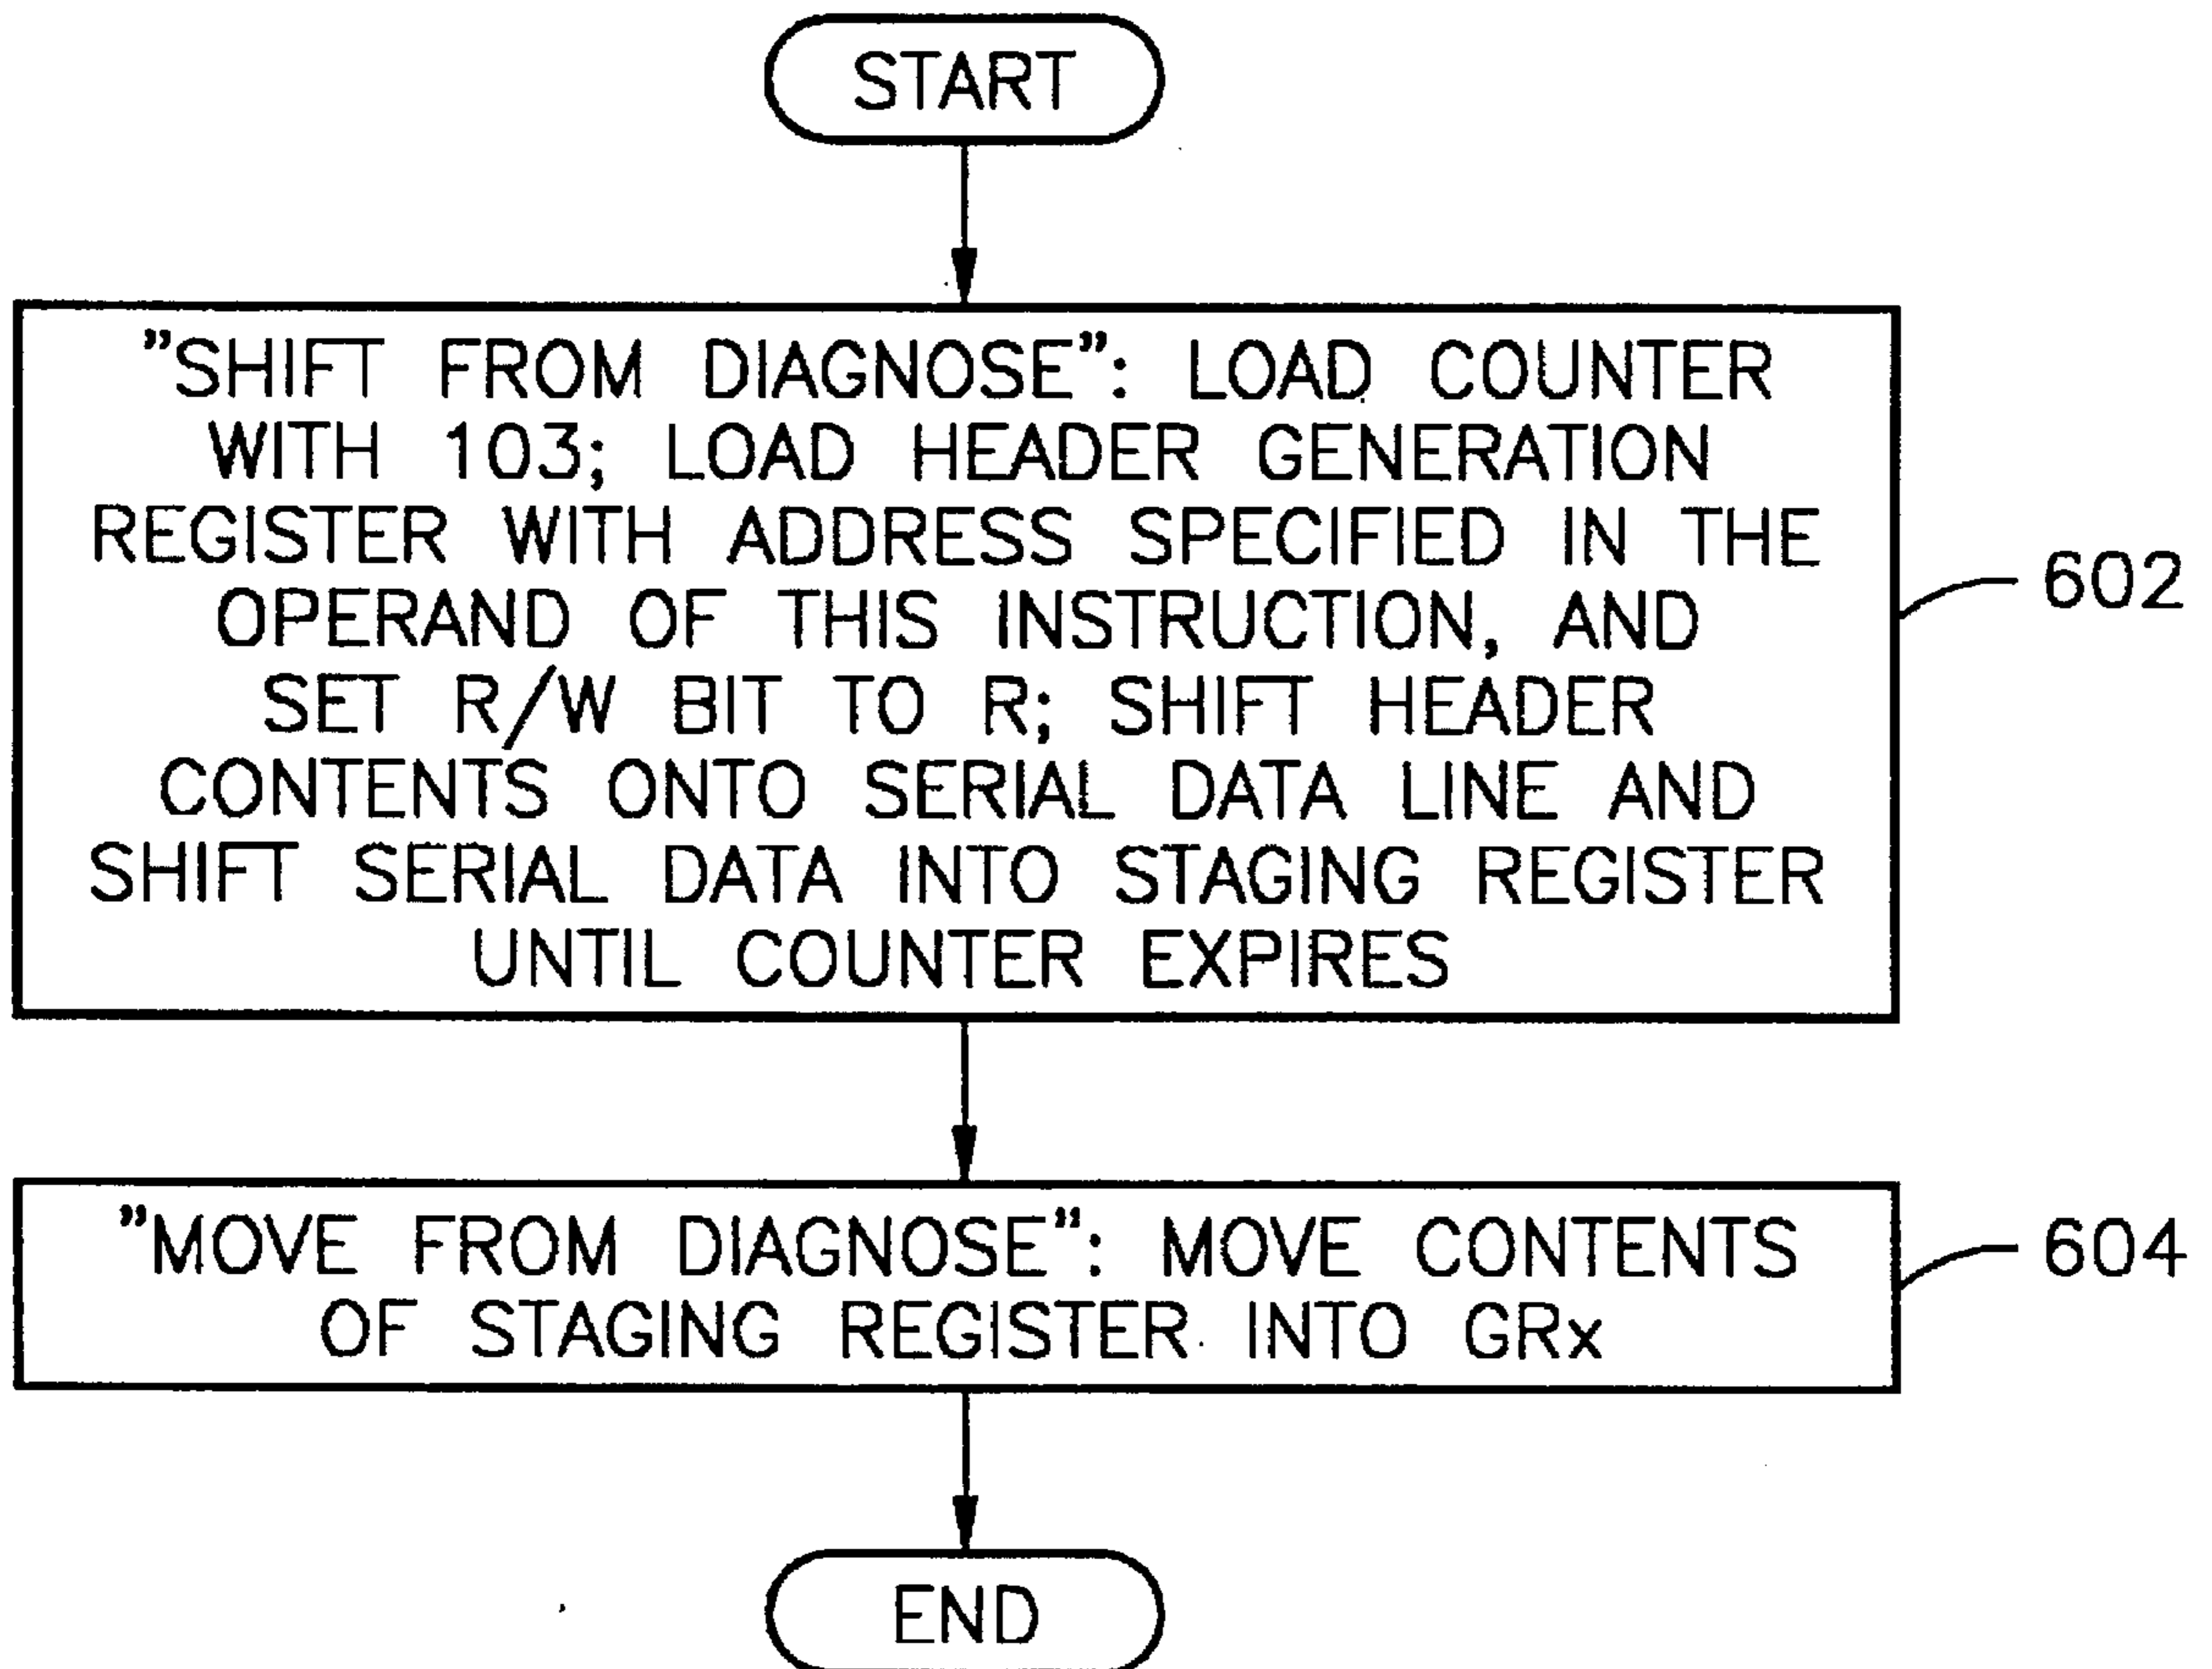 START
”SHIFT FROM DIAGNOSE”: LOAD COUNTER
WITH 103; LOAD HEADER GENERATION
REGISTER WITH ADDRESS SPECIFIED IN THE
OPERAND OF THIS INSTRUCTION, AND
SET R/W BIT TO R; SHIFT HEADER
CONTENTS ONTO SERIAL DATA LINE AND
SHIFT SERIAL DATA INTO STAGING REGISTER
UNTIL COUNTER EXPIRES
602
”MOVE FROM DIAGNOSE”: MOVE CONTENTS
OF STAGING REGISTER INTO GRx
604
END